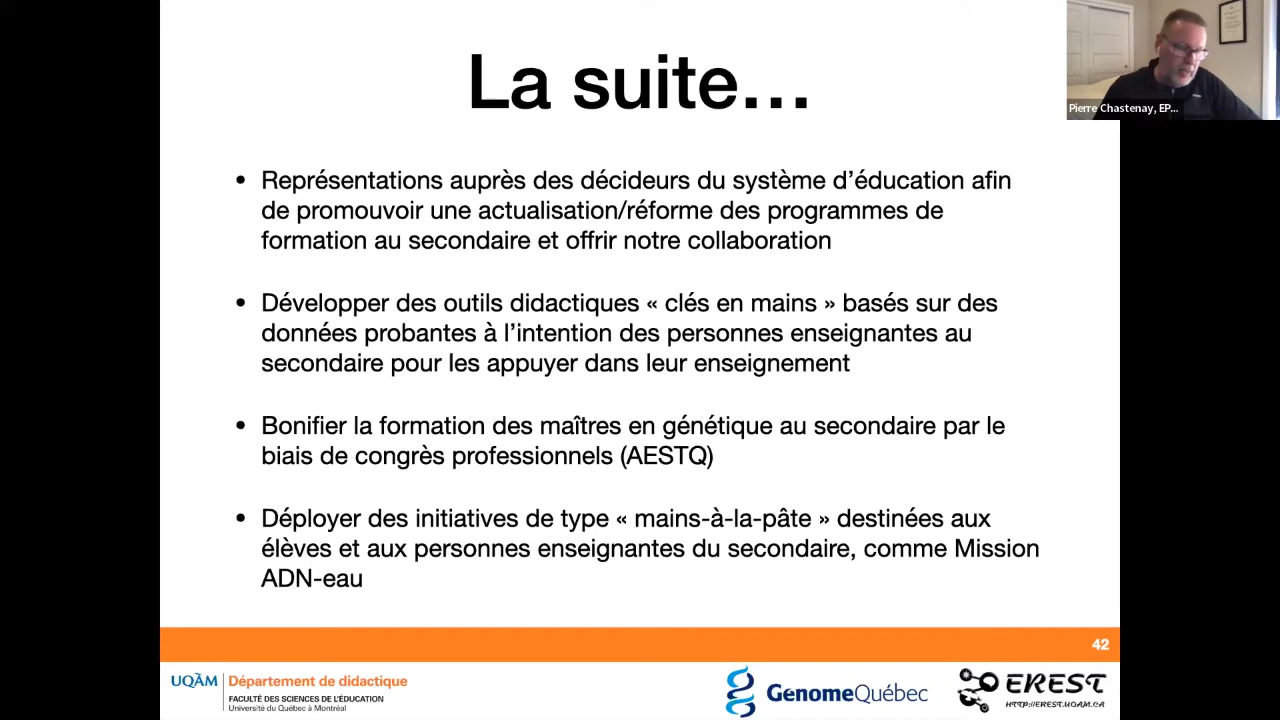 La suite…
Pierre Chastenay, EP...
• Représentations auprès des décideurs du système d’éducation afin
de promouvoir une actualisation/réforme des programmes de
formation au secondaire et offrir notre collaboration
• Développer des outils didactiques « clés en mains » basés sur des
données probantes à l’intention des personnes enseignantes au
secondaire pour les appuyer dans leur enseignement
• Bonifier la formation des maîtres en génétique au secondaire par le
biais de congrès professionnels (AESTQ)
• Déployer des initiatives de type « mains-à-la-pâte » destinées aux
élèves et aux personnes enseignantes du secondaire, comme Mission
ADN-eau
42
UQÀM
Département de didactique
FACULTÉ DES SCIENCES DE L'ÉDUCATION
Université du Québec à Montréal
GenomeQuébec
EREST
HTTP://EREST.UQAM.CA